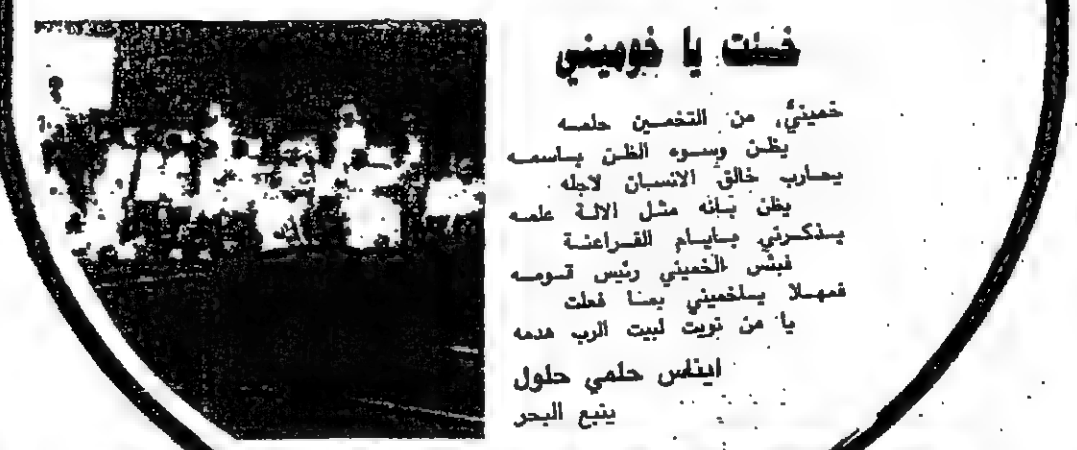 خسئت يا خوميني
خميني، من التخمين حلمه
يظن وسوء الظن باسمه
يحارب خالق الانسان لاجله
يظن بانه مثل الالة علمه
يذكرني بايام الفراعنة
فبئس الخميني رئيس قومه
فمهلا ياخميني بما فعلت
يا من نويت لبيت الرب هدمه
ايناس حلمي حلول
ينبع البحر